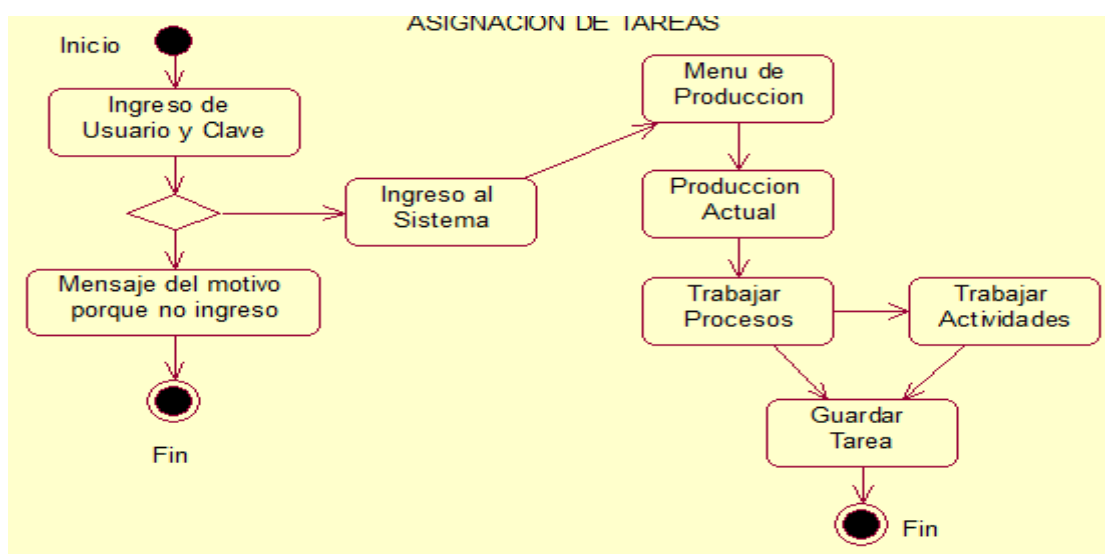 ASIGNACION DE TAREAS
Inicio
Ingreso de
Usuario y Clave
Mensaje del motivo
porque no ingreso
Fin
Ingreso al
Sistema
Menu de
Produccion
Produccion
Actual
Trabajar
Procesos
Trabajar
Actividades
Guardar
Tarea
Fin